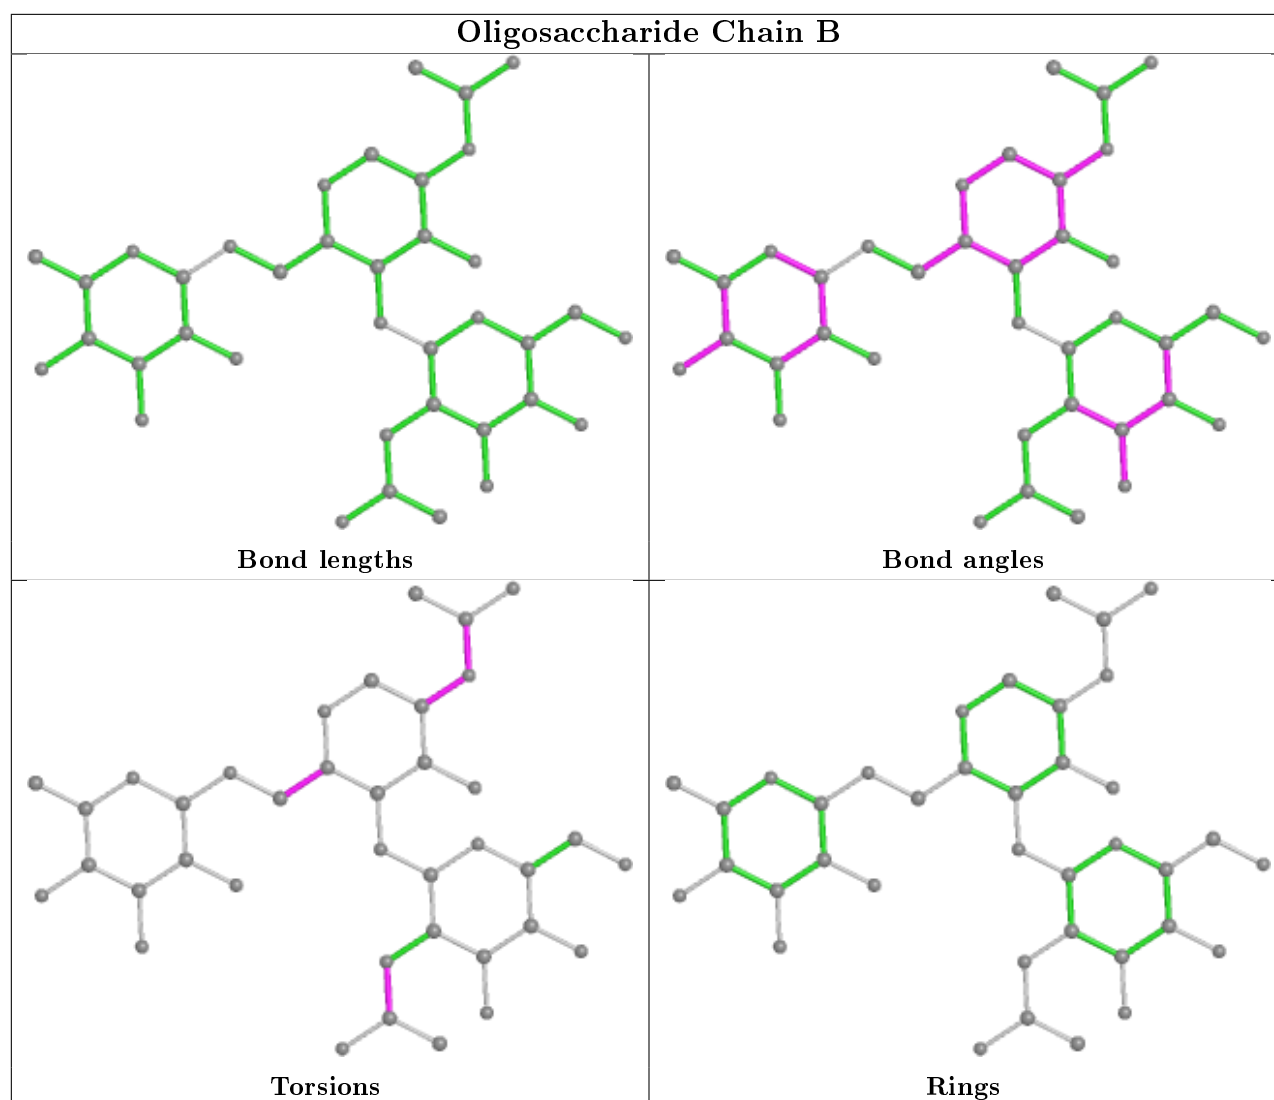 Oligosaccharide Chain B
Bond lengths
Bond angles
Torsions
Rings